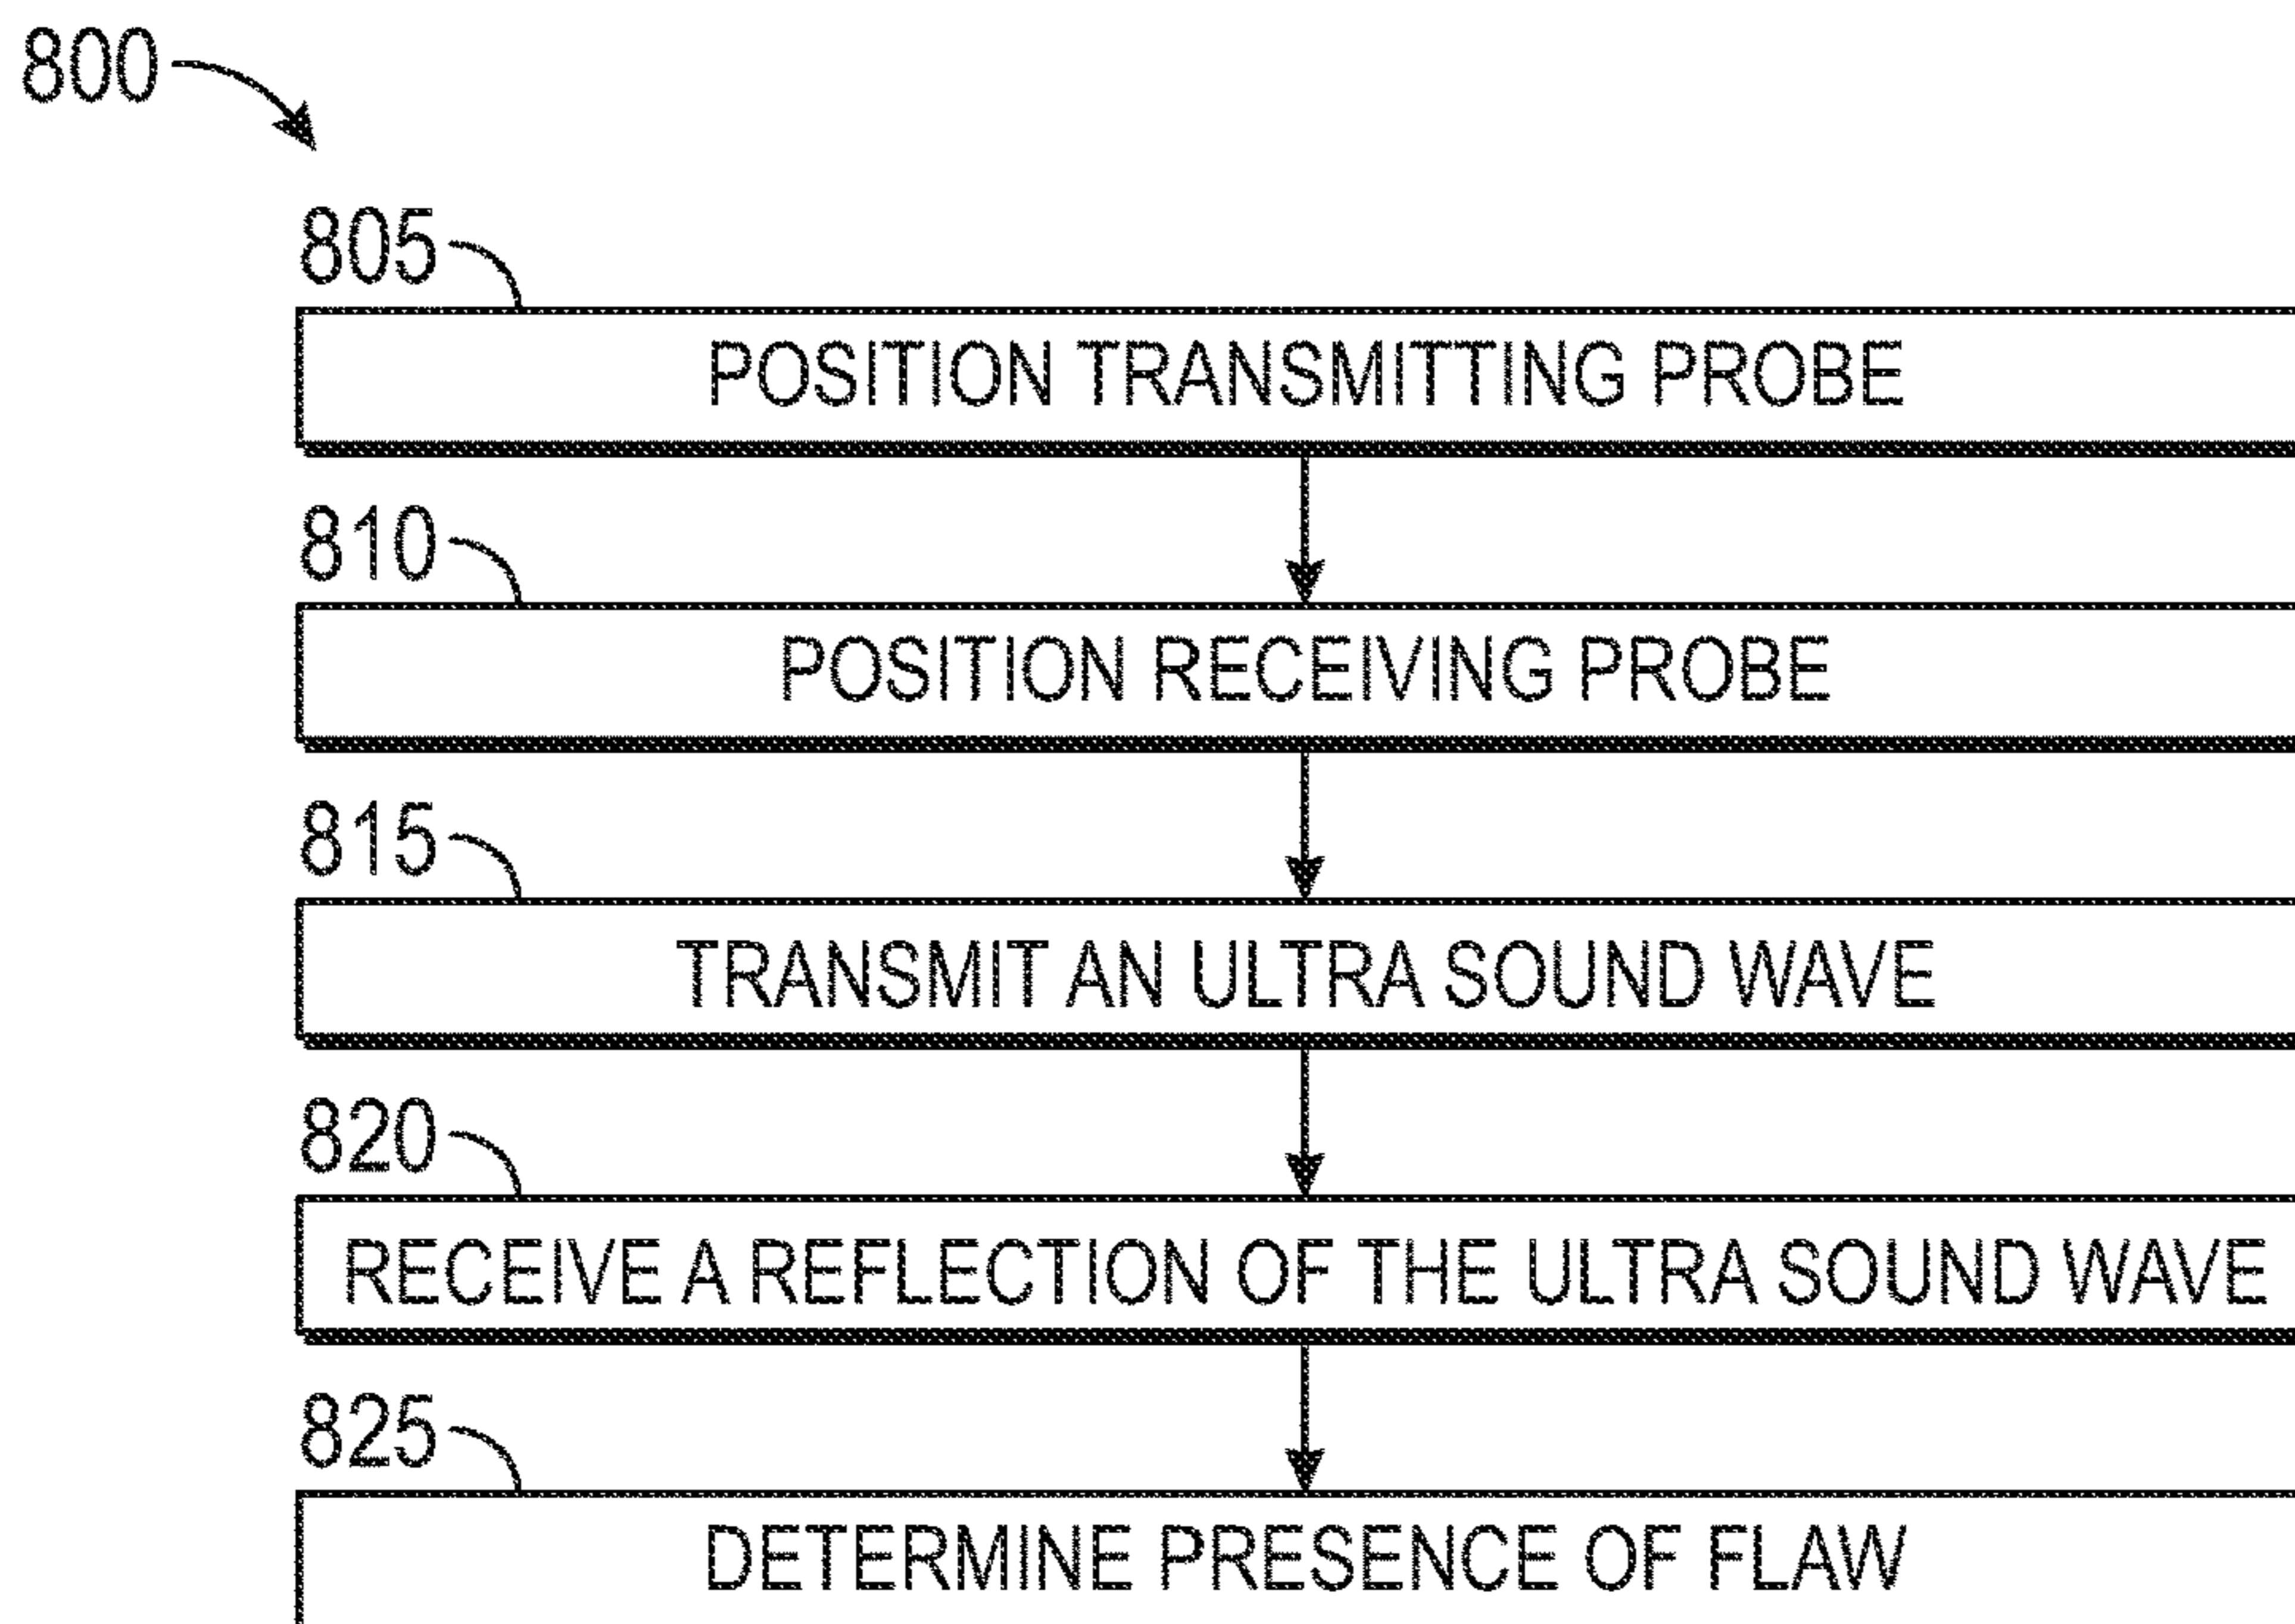 800
805
POSITION TRANSMITTING PROBE
810
POSITION RECEIVING PROBE
815
TRANSMIT AN ULTRA SOUND WAVE
820
RECEIVE A REFLECTION OF THE ULTRA SOUND WAVE
825
DETERMINE PRESENCE OF FLAW